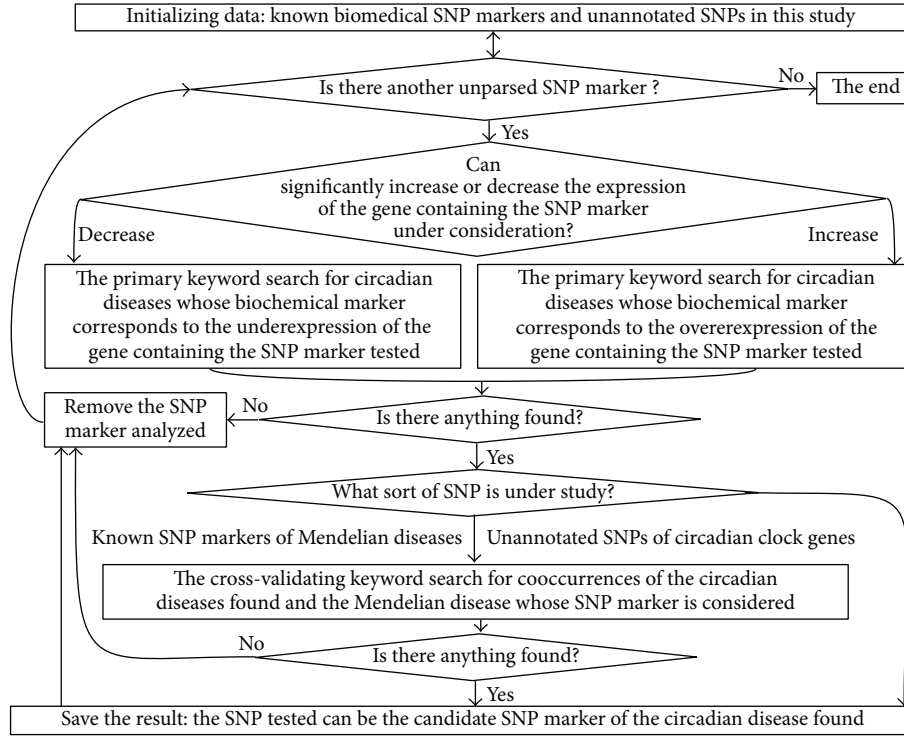 Initializing data: known biomedical SNP markers and unannotated SNPs in this study
Is there another unparsed SNP marker ?
No
The end
Yes
Can
significantly increase or decrease the expression
of the gene containing the SNP marker
under consideration?
Decrease
Increase
The primary keyword search for circadian
diseases whose biochemical marker
corresponds to the underexpression of the
gene containing the SNP marker tested
The primary keyword search for circadian
diseases whose biochemical marker
corresponds to the overerexpression of the
gene containing the SNP marker tested
Remove the SNP
marker analyzed
No
Is there anything found?
Yes
What sort of SNP is under study?
Known SNP markers of Mendelian diseases
Unannotated SNPs of circadian clock genes
The cross-validating keyword search for cooccurrences of the circadian
diseases found and the Mendelian disease whose SNP marker is considered
No
Is there anything found?
Yes
Save the result: the SNP tested can be the candidate SNP marker of the circadian disease found